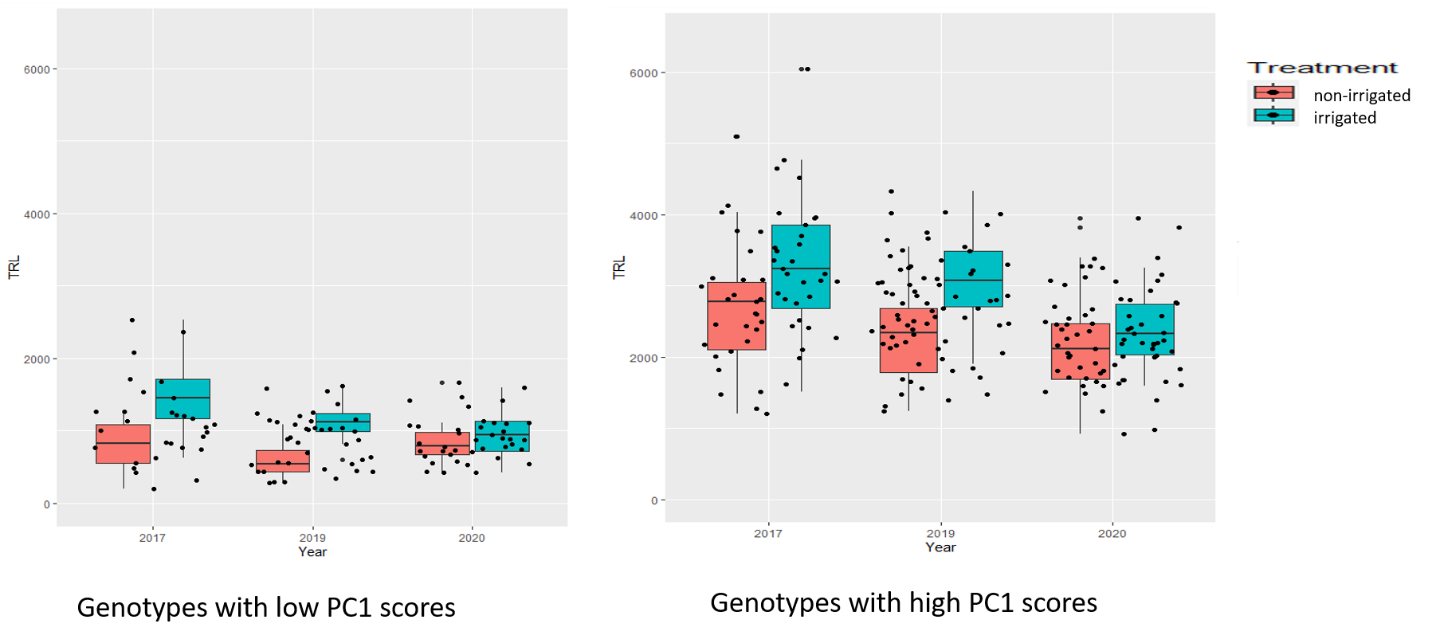 6000
4000
2000
0
TRL
2017 2019 2020
Year
Genotypes with low PC1 scores
6000
4000
2000
0
TRL
2017 2019 2020
Year
Genotypes with high PC1 scores
Treatment
non-irrigated
irrigated